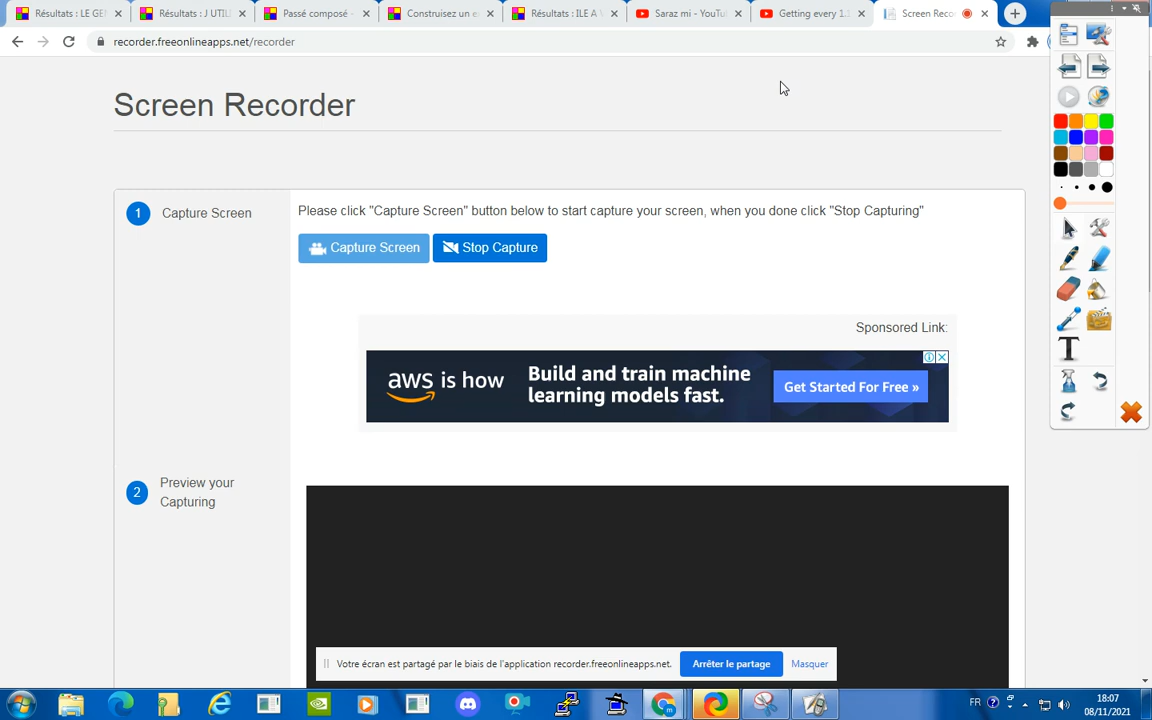 Résultats : LE GEN
Résultats : J UTIL
Passé composé -
Construisez un e
Résultats : ILE A
Saraz mi - YouTu
Getting every 1.
Screen Reco
recorder.freeonlineapps.net/recorder
Screen Recorder
1
Capture Screen
Please click "Capture Screen" button below to start capture your screen, when you done click "Stop Capturing"
Capture Screen
Stop Capture
Sponsored Link:
aws is how
Build and train machine
learning models fast.
Get Started For Free »
2
Preview your
Capturing
T
Votre écran est partagé par le biais de l'application recorder.freeonlineapps.net.
Arrêter le partage
Masquer
FR
18:07
08/11/2021